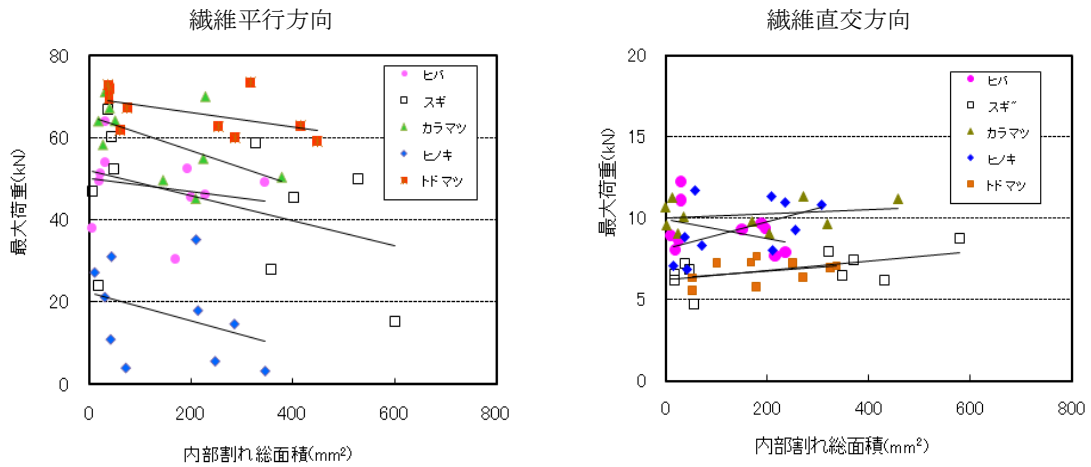 繊維平行方向
80
60
40
20
0
0
200
400
600
800
最大荷重(kN)
内部割れ総面積(mm²)
ヒバ
スギ
カラマツ
ヒノキ
トドマツ
繊維直交方向
20
15
10
5
0
0
200
400
600
800
最大荷重(kN)
内部割れ総面積(mm²)
ヒバ
スギ゛
カラマツ
ヒノキ
トドマツ